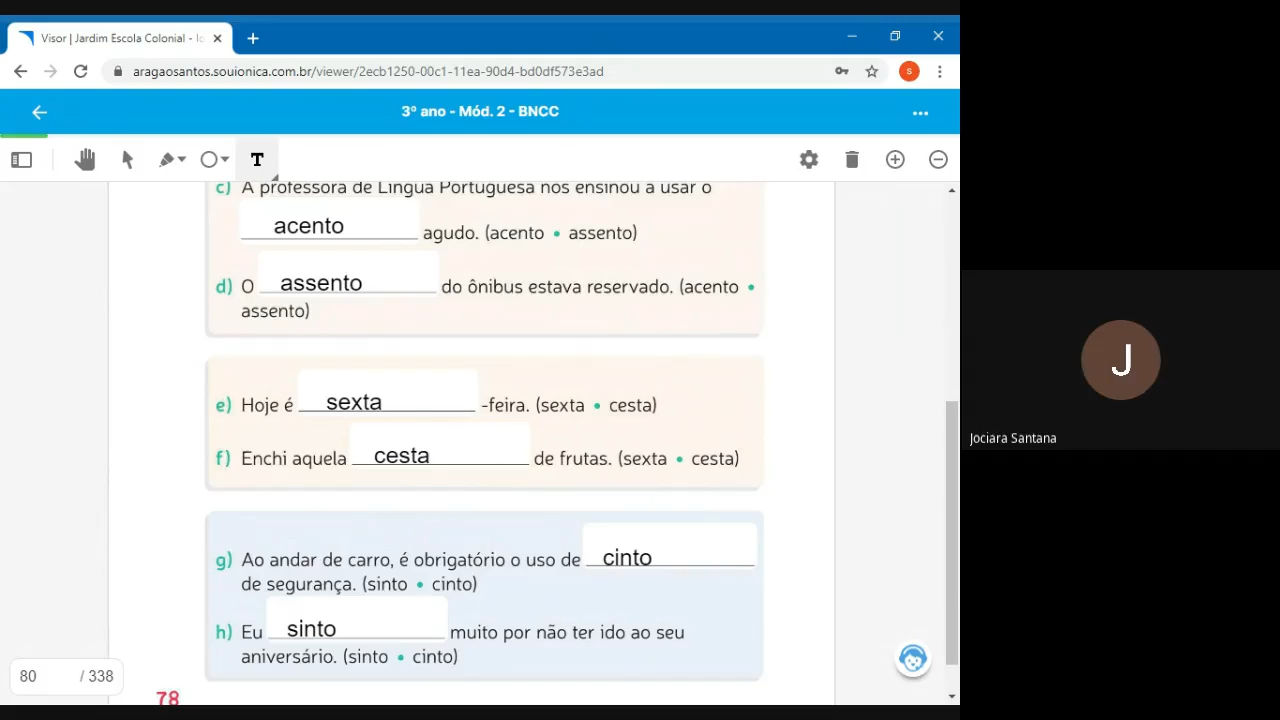 Visor | Jardim Escola Colonial - Io
aragaosantos.souionica.com.br/viewer/2ecb1250-00c1-11ea-90d4-bd0df573e3ad
s
3º ano - Mód. 2 - BNCC
T
c) A professora de Língua Portuguesa nos ensinou a usar o
acento agudo. (acento • assento)
d) O assento do ônibus estava reservado. (acento •
assento)
e) Hoje é sexta -feira. (sexta • cesta)
f) Enchi aquela cesta de frutas. (sexta • cesta)
g) Ao andar de carro, é obrigatório o uso de cinto
de segurança. (sinto • cinto)
h) Eu sinto muito por não ter ido ao seu
aniversário. (sinto • cinto)
80 / 338
78
J
Jociara Santana